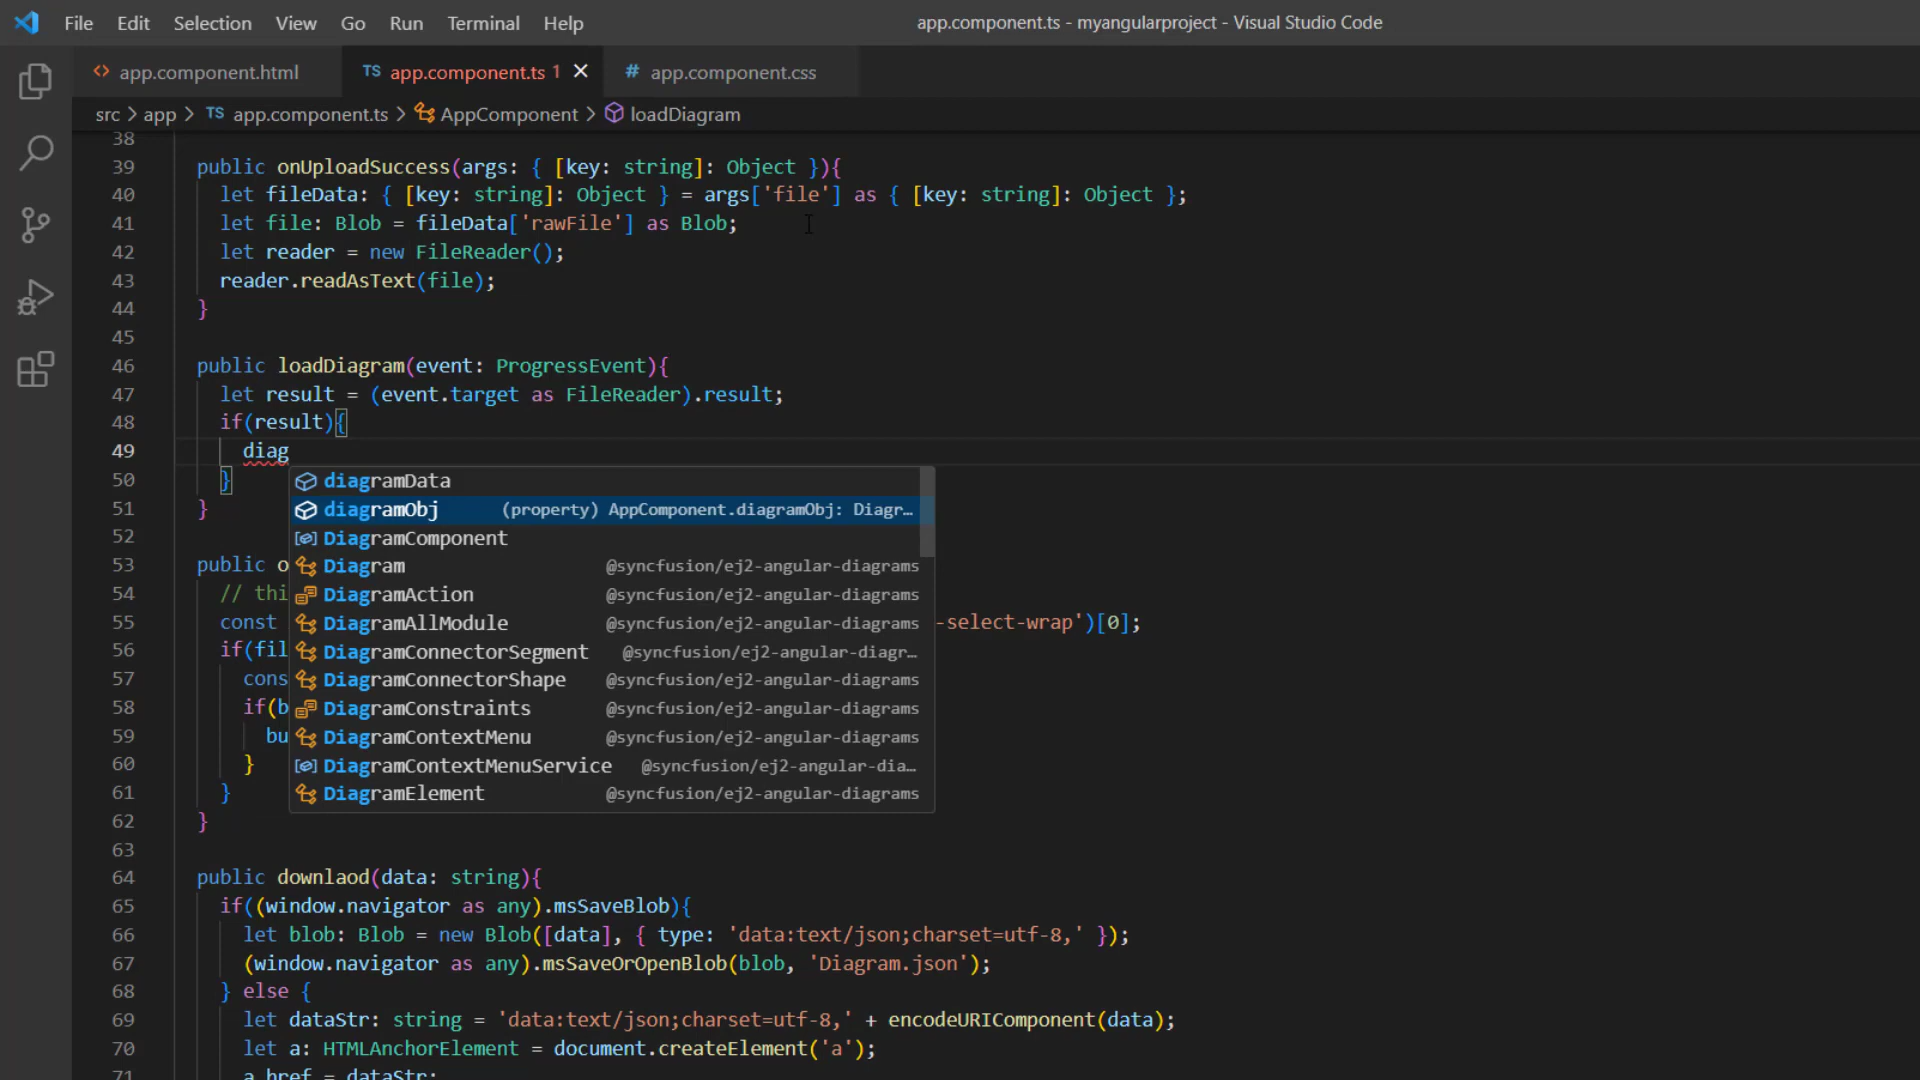 File Edit Selection View Go Run Terminal Help app.component.ts - myangularproject - Visual Studio Code
app.component.html TS app.component.ts 1 # app.component.css
src > app > TS app.component.ts > AppComponent > loadDiagram
38
39 public onUploadSuccess(args: { [key: string]: Object }){
40 let fileData: { [key: string]: Object } = args['file'] as { [key: string]: Object };
41 let file: Blob = fileData['rawFile'] as Blob;
42 let reader = new FileReader();
43 reader.readAsText(file);
44 }
45
46 public loadDiagram(event: ProgressEvent){
47 let result = (event.target as FileReader).result;
48 if(result){
49 diag
50 } diagramData
51 } diagramObj (property) AppComponent.diagramObj: Diagr…
52 DiagramComponent
53 public o Diagram @syncfusion/ej2-angular-diagrams
54 // thi DiagramAction @syncfusion/ej2-angular-diagrams
55 const DiagramAllModule @syncfusion/ej2-angular-diagrams -select-wrap')[0];
56 if(fil DiagramConnectorSegment @syncfusion/ej2-angular-diagr…
57 cons DiagramConnectorShape @syncfusion/ej2-angular-diagrams
58 if(b DiagramConstraints @syncfusion/ej2-angular-diagrams
59 bu DiagramContextMenu @syncfusion/ej2-angular-diagrams
60 } DiagramContextMenuService @syncfusion/ej2-angular-dia…
61 } DiagramElement @syncfusion/ej2-angular-diagrams
62 }
63
64 public downlaod(data: string){
65 if((window.navigator as any).msSaveBlob){
66 let blob: Blob = new Blob([data], { type: 'data:text/json;charset=utf-8,' });
67 (window.navigator as any).msSaveOrOpenBlob(blob, 'Diagram.json');
68 } else {
69 let dataStr: string = 'data:text/json;charset=utf-8,' + encodeURIComponent(data);
70 let a: HTMLAnchorElement = document.createElement('a');
71 a.href = dataStr;